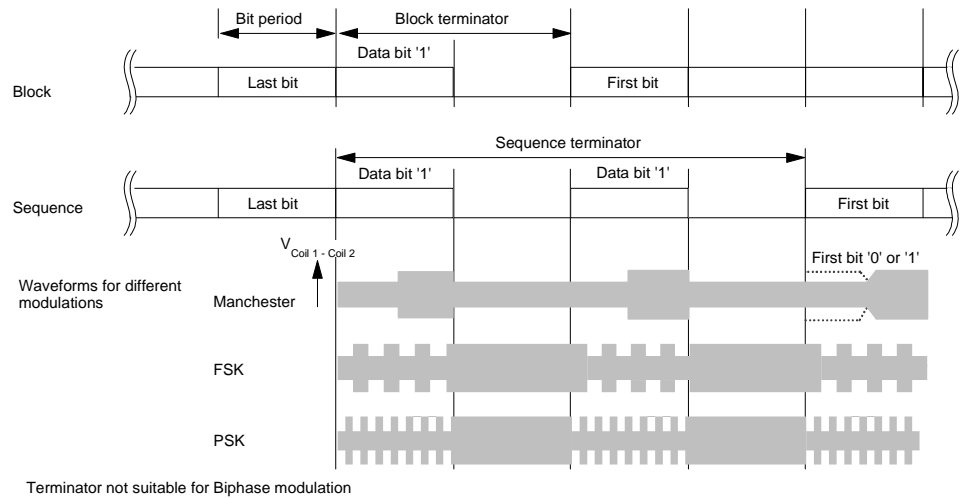 Bit period
Block terminator
Data bit '1'
Block
Last bit
First bit
Sequence terminator
Data bit '1'
Data bit '1'
Sequence
Last bit
First bit
V Coil 1 - Coil 2
First bit '0' or '1'
Waveforms for different
modulations
Manchester
FSK
PSK
Terminator not suitable for Biphase modulation